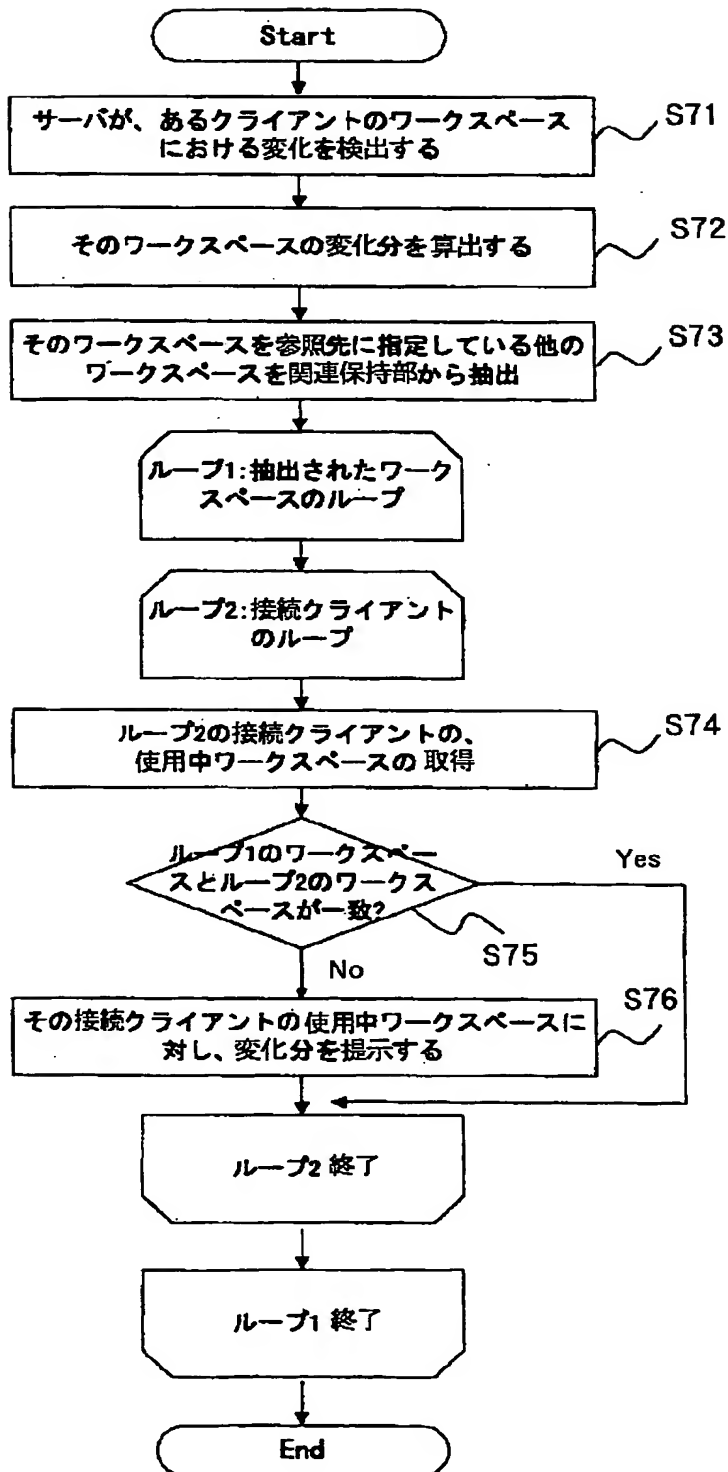 Start
サーバが、あるクライアントのワークスペース
における変化を検出する
S71
そのワークスペースの変化分を算出する
S72
そのワークスペースを参照先に指定している他の
ワークスペースを関連保持部から抽出
S73
ループ1:抽出されたワーク
スペースのループ
ループ2:接続クライアント
のループ
ループ2の接続クライアントの、
使用中ワークスペースの 取得
S74
ループ1のワークスペー
スとループ2のワークス
ペースが一致?
Yes
S75
No
その接続クライアントの使用中ワークスペースに
対し、変化分を提示する
S76
ループ2 終了
ループ1 終了
End